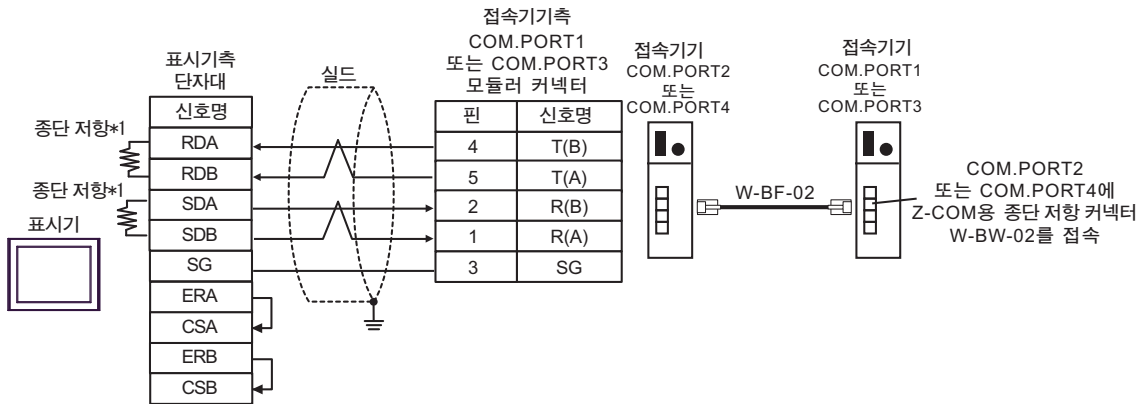 표시기측
단자대
신호명
RDA
RDB
SDA
SDB
SG
ERA
CSA
ERB
CSB
종단 저항*1
종단 저항*1
표시기
실드
접속기기측
COM.PORT1
또는 COM.PORT3
모듈러 커넥터
핀 신호명
4 T(B)
5 T(A)
2 R(B)
1 R(A)
3 SG
접속기기
COM.PORT2
또는
COM.PORT4
W-BF-02
접속기기
COM.PORT1
또는
COM.PORT3
COM.PORT2
또는 COM.PORT4에
Z-COM용 종단 저항 커넥터
W-BW-02를 접속